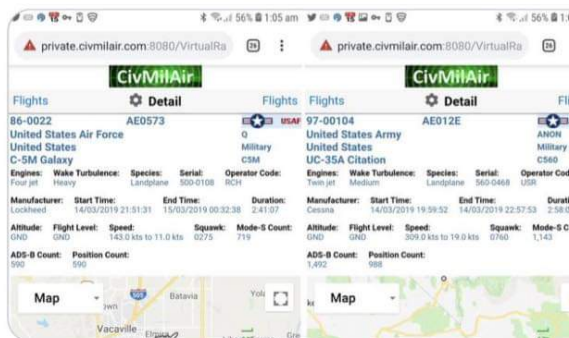 1:05 am
56%
private.civmilair.com:8080/VirtualRa
26
CivMilAir
Flights
Detail
Flights
86-0022
AE0573
USAF
United States Air Force
Q
United States
Military
C-5M Galaxy
C5M
Engines: Wake Turbulence: Species: Serial: Operator Code:
Four jet Heavy Landplane 500-0108 RCH
Manufacturer: Start Time: End Time: Duration:
Lockheed 14/03/2019 21:51:31 15/03/2019 00:32:38 2:41:07
Altitude: Flight Level: Speed: Squawk: Mode-S Count:
GND GND 143.0 kts to 11.0 kts 0275 719
ADS-B Count: Position Count:
590 590
Map
Batavia
Vacaville
Elmira
56% 1:0
private.civmilair.com:8080/VirtualRa
26
CivMilAir
Flights
Detail
Fli
97-00104
AE012E
United States Army
ANON
United States
Military
UC-35A Citation
C560
Engines: Wake Turbulence: Species: Serial: Operator Cod
Twin jet Medium Landplane 560-0468 USR
Manufacturer: Start Time: End Time: Durati
Cessna 14/03/2019 19:59:52 14/03/2019 22:57:53 2:58:0
Altitude: Flight Level: Speed: Squawk: Mode-S C
GND GND 309.0 kts to 19.0 kts 0760 1,143
ADS-B Count: Position Count:
1,492 988
Map